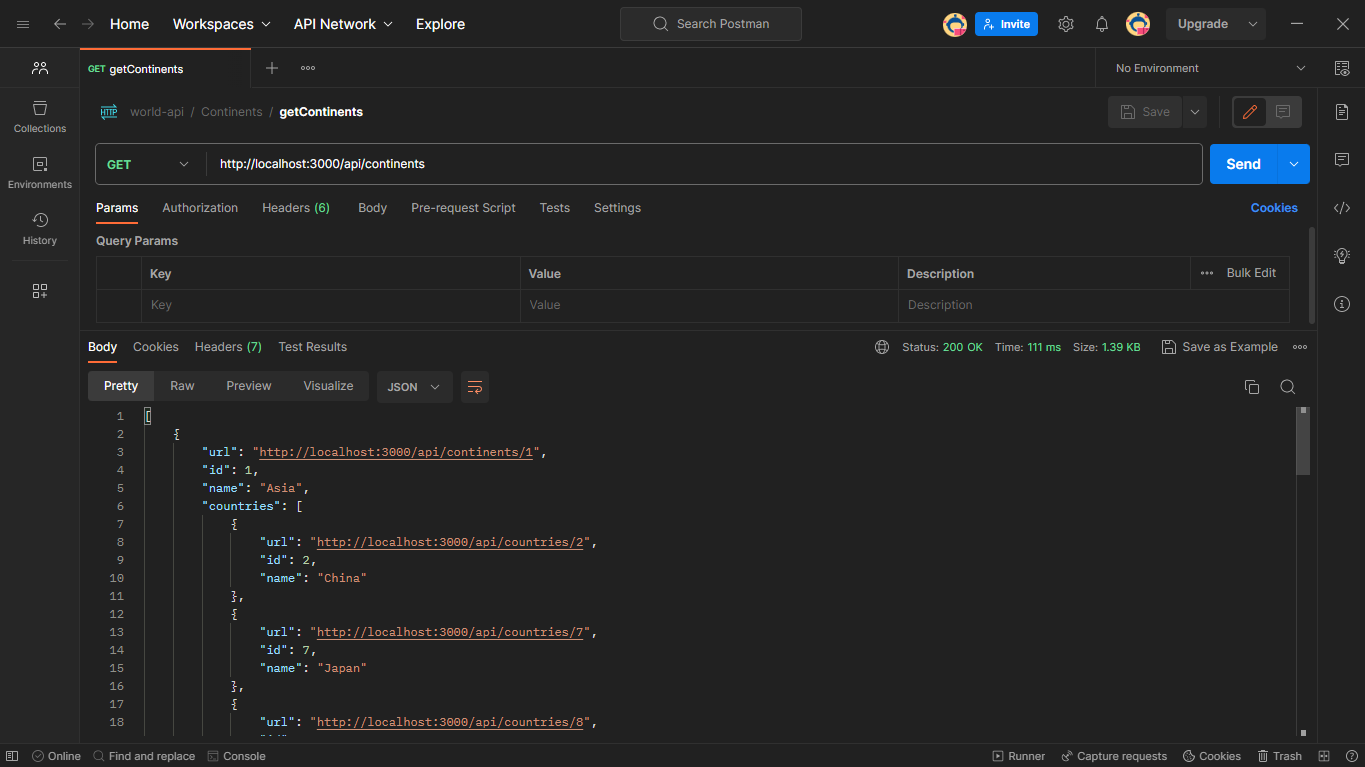 Home Workspaces API Network Explore Search Postman Invite Upgrade
GET getContinents No Environment
Collections
Environments
History
HTTP world-api / Continents / getContinents Save
GET http://localhost:3000/api/continents Send
Params Authorization Headers (6) Body Pre-request Script Tests Settings Cookies
Query Params
Key Value Description Bulk Edit
Key Value Description
Body Cookies Headers (7) Test Results Status: 200 OK Time: 111 ms Size: 1.39 KB Save as Example
Pretty Raw Preview Visualize JSON
1 [
2 {
3 "url": "http://localhost:3000/api/continents/1",
4 "id": 1,
5 "name": "Asia",
6 "countries": [
7 {
8 "url": "http://localhost:3000/api/countries/2",
9 "id": 2,
10 "name": "China"
11 },
12 {
13 "url": "http://localhost:3000/api/countries/7",
14 "id": 7,
15 "name": "Japan"
16 },
17 {
18 "url": "http://localhost:3000/api/countries/8",
Online Find and replace Console Runner Capture requests Cookies Trash